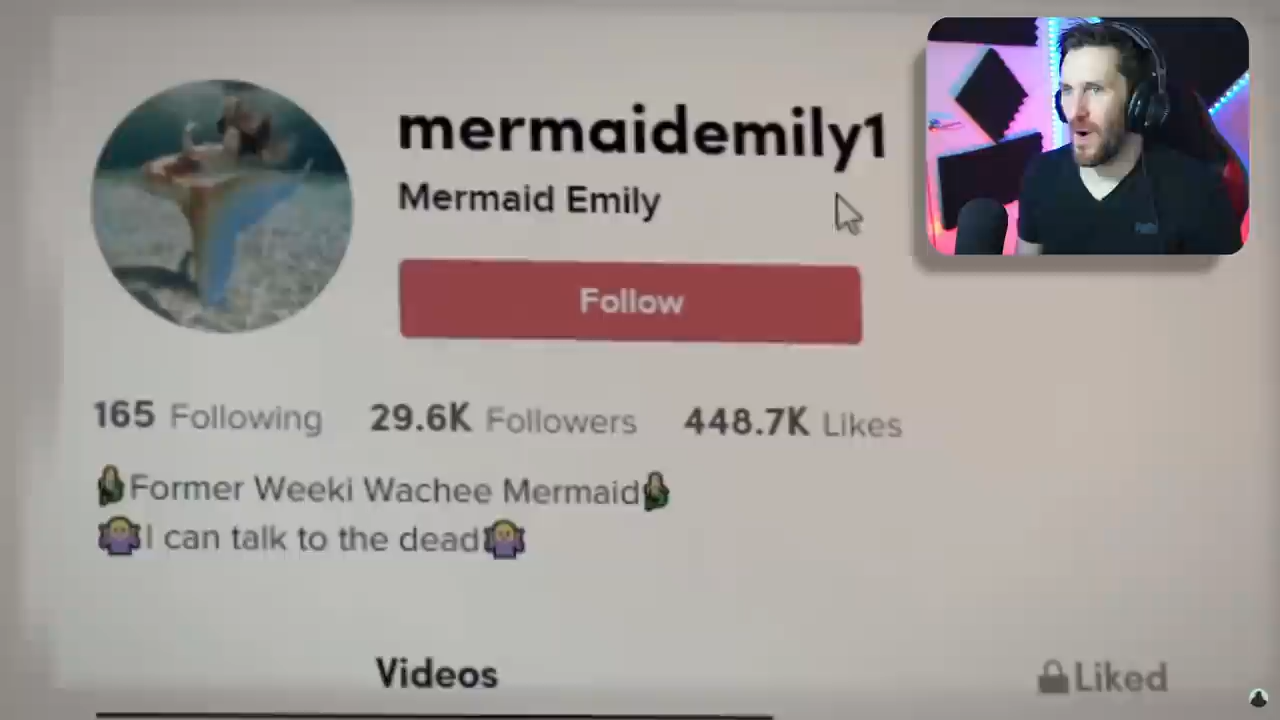 mermaidemily1
Mermaid Emily
Follow
165 Following 29.6K Followers 448.7K Likes
Former Weeki Wachee Mermaid
I can talk to the dead
Videos
Liked